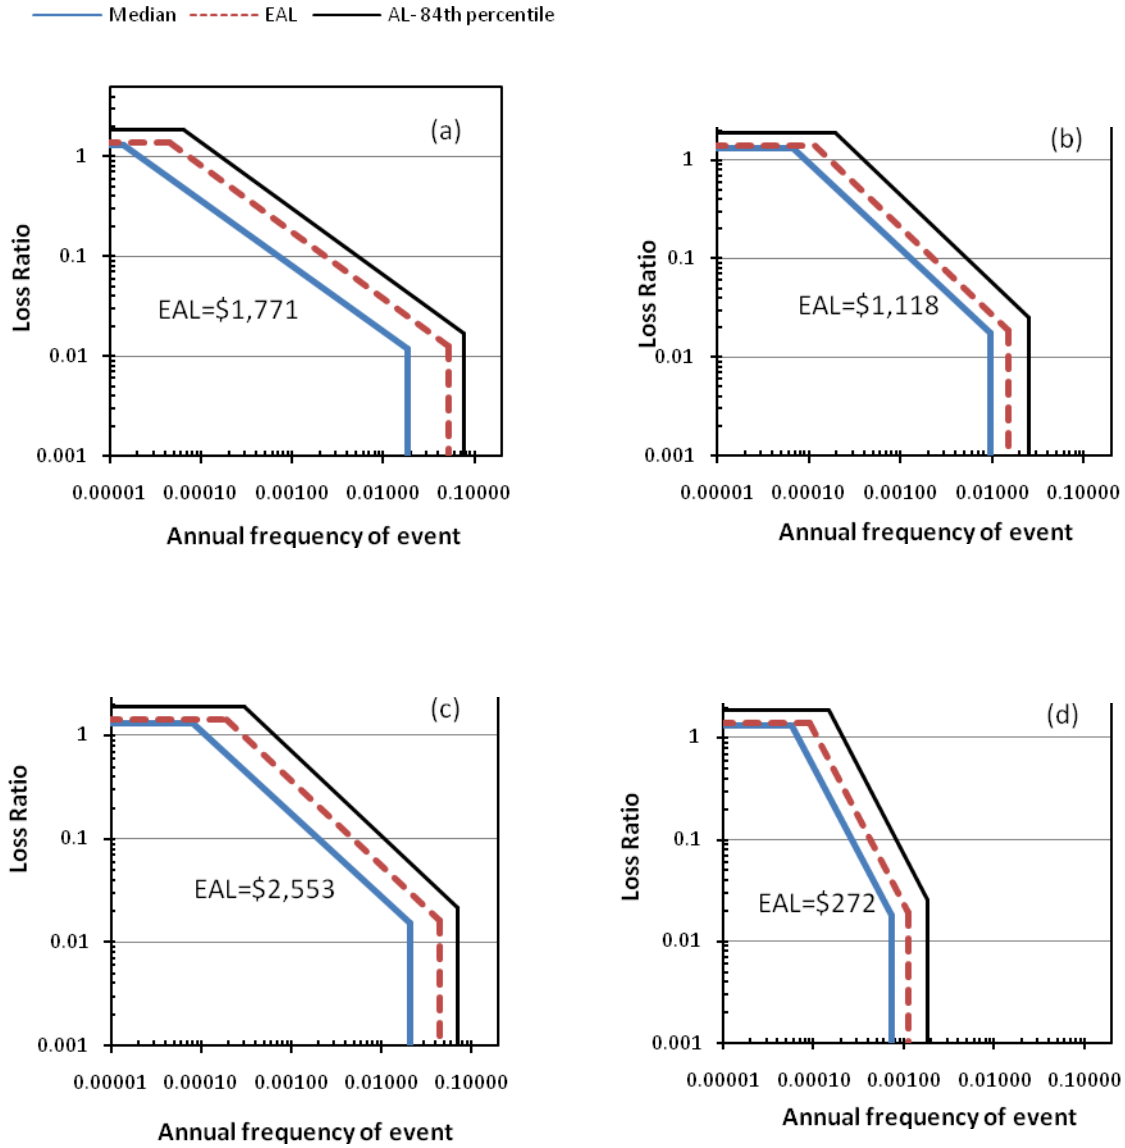 Median EAL AL- 84th percentile
(a)
1
0.1
0.01
0.001
Loss Ratio
EAL=$1,771
0.00001 0.00010 0.00100 0.01000 0.10000
Annual frequency of event
(b)
1
0.1
0.01
0.001
Loss Ratio
EAL=$1,118
0.00001 0.00010 0.00100 0.01000 0.10000
Annual frequency of event
(c)
1
0.1
0.01
0.001
Loss Ratio
EAL=$2,553
0.00001 0.00010 0.00100 0.01000 0.10000
Annual frequency of event
(d)
1
0.1
0.01
0.001
Loss Ratio
EAL=$272
0.00001 0.00010 0.00100 0.01000 0.10000
Annual frequency of event